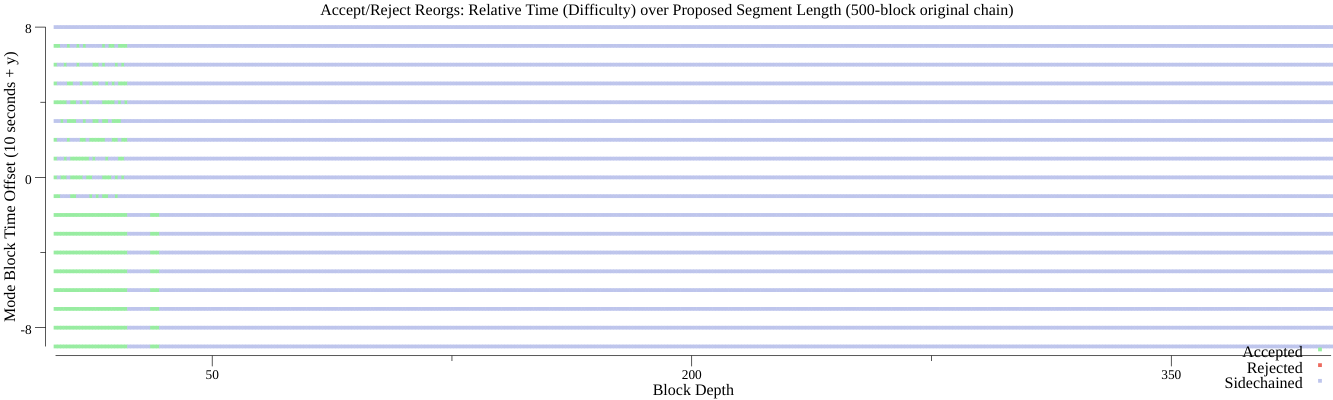 Accept/Reject Reorgs: Relative Time (Difficulty) over Proposed Segment Length (500-block original chain)
Mode Block Time Offset (10 seconds + y)
8
0
-8
50
200
350
Block Depth
Accepted
Rejected
Sidechained